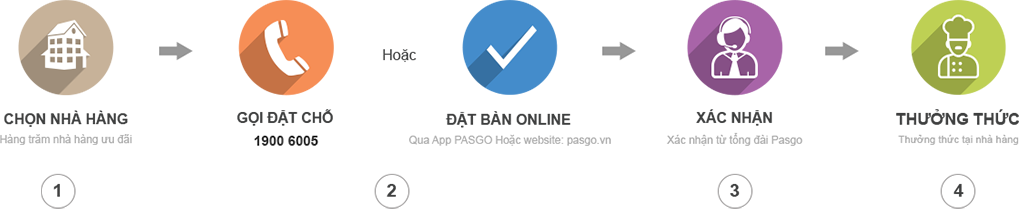 CHỌN NHÀ HÀNG
Hàng trăm nhà hàng ưu đãi
1
GỌI ĐẶT CHỖ
1900 6005
Hoặc
ĐẶT BÀN ONLINE
Qua App PASGO Hoặc website: pasgo.vn
2
XÁC NHẬN
Xác nhận từ tổng đài Pasgo
3
THƯỞNG THỨC
Thưởng thức tại nhà hàng
4